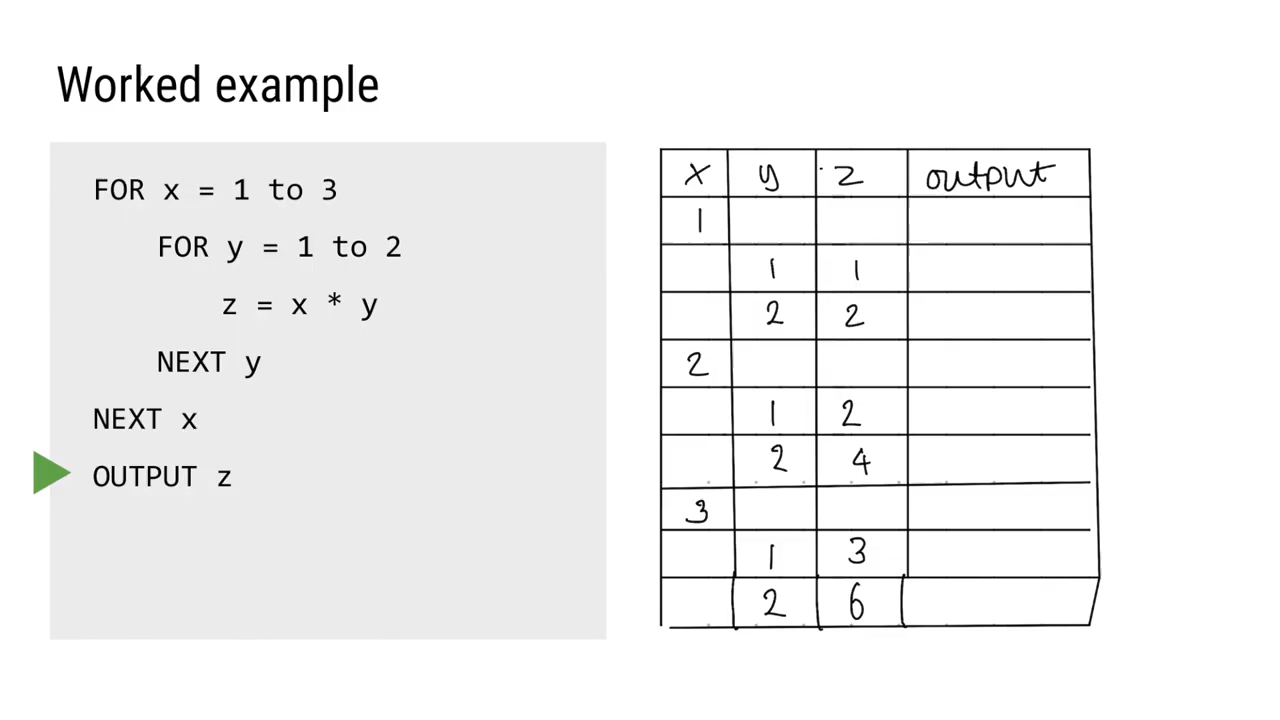 Worked example
FOR x = 1 to 3
FOR y = 1 to 2
z = x * y
NEXT y
NEXT x
OUTPUT z
x y z output
1
1 1
2 2
2
1 2
2 4
3
1 3
2 6